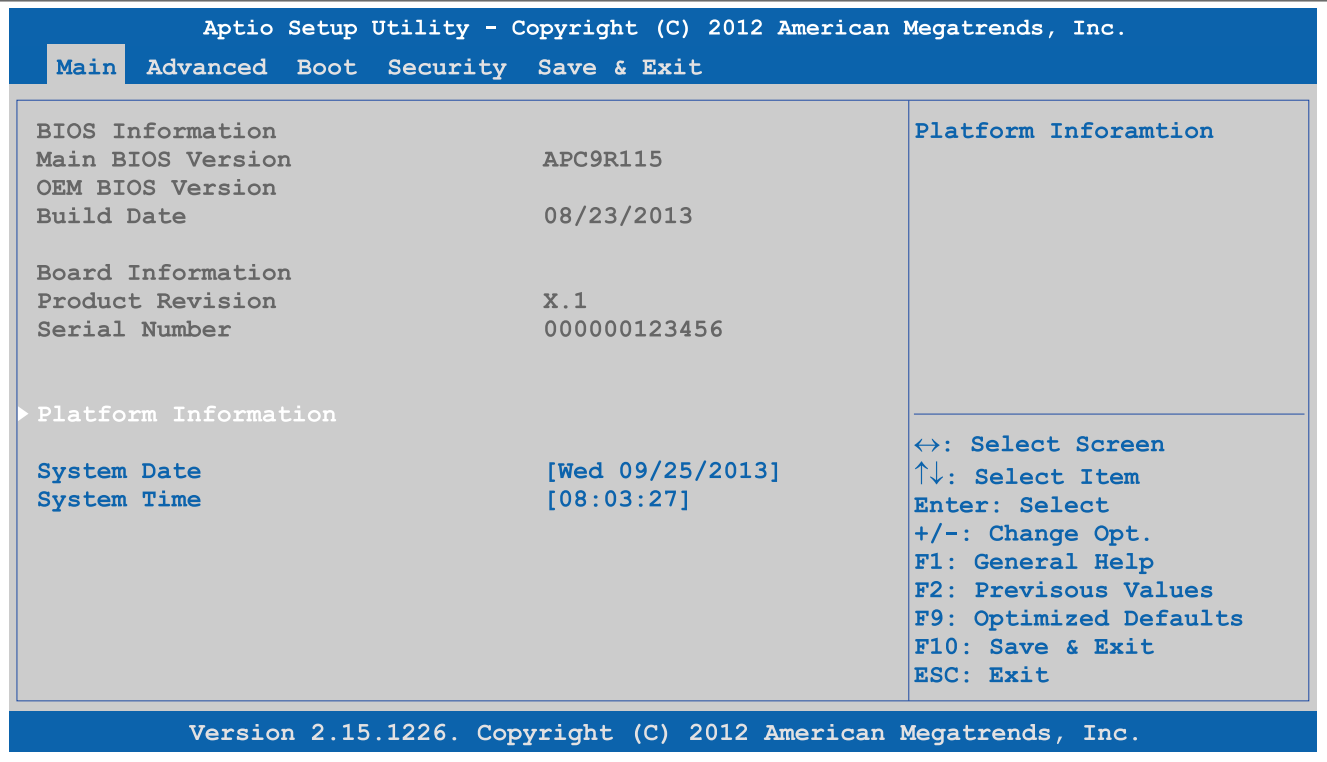 Aptio Setup Utility - Copyright (C) 2012 American Megatrends, Inc.
Main Advanced Boot Security Save & Exit
BIOS Information
Main BIOS Version APC9R115
OEM BIOS Version
Build Date 08/23/2013
Board Information
Product Revision X.1
Serial Number 000000123456
Platform Information
System Date [Wed 09/25/2013]
System Time [08:03:27]
Platform Inforamtion
↔: Select Screen
↑↓: Select Item
Enter: Select
+/-: Change Opt.
F1: General Help
F2: Previsous Values
F9: Optimized Defaults
F10: Save & Exit
ESC: Exit
Version 2.15.1226. Copyright (C) 2012 American Megatrends, Inc.